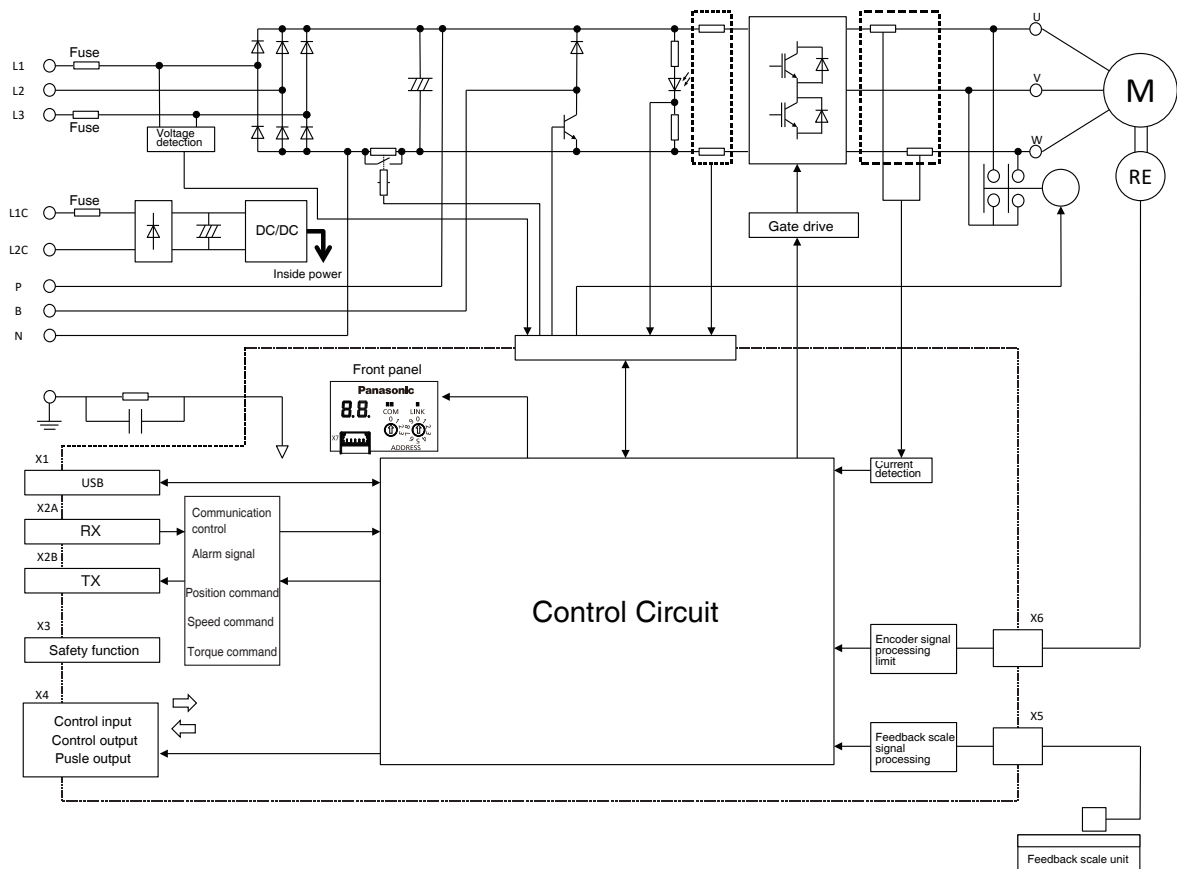 L1
Fuse
L2
L3
Fuse
Voltage
detection
L1C
Fuse
L2C
DC/DC
Inside power
P
B
N
Gate drive
U
V
W
M
RE
Front panel
Panasonic
8.8.
COM
LINK
X7
ADDRESS
X1
USB
X2A
RX
X2B
TX
X3
Safety function
X4
Control input
Control output
Pusle output
Communication
control
Alarm signal
Position command
Speed command
Torque command
Control Circuit
Current
detection
Encoder signal
processing
limit
X6
Feedback scale
signal
processing
X5
Feedback scale unit